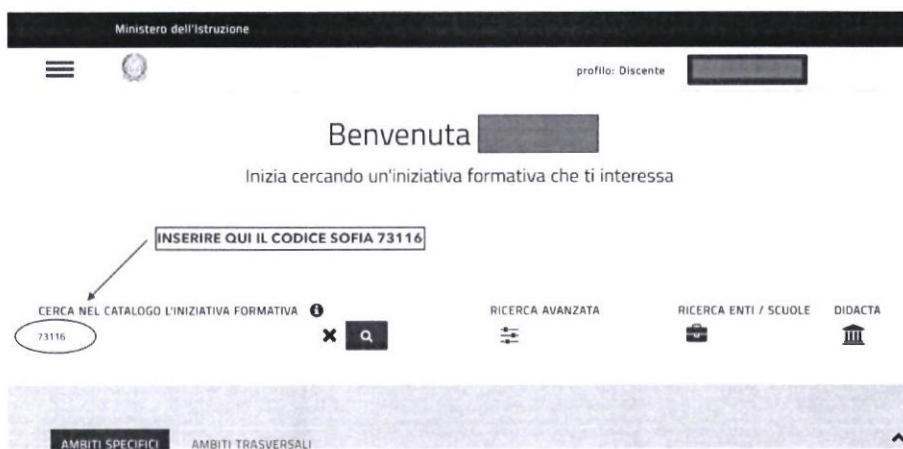 Ministero dell'Istruzione
profilo: Discente
Benvenuta
Inizia cercando un'iniziativa formativa che ti interessa
INSERIRE QUI IL CODICE SOFIA 73116
CERCA NEL CATALOGO L'INIZIATIVA FORMATIVA
RICERCA AVANZATA
RICERCA ENTI / SCUOLE
DIDACTA
73116
AMBITI SPECIFICI
AMBITI TRASVERSALI